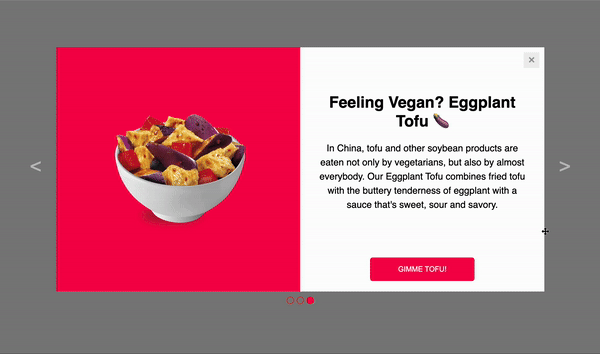 ×
Feeling Vegan? Eggplant
Tofu 🍆
In China, tofu and other soybean products are
eaten not only by vegetarians, but also by almost
everybody. Our Eggplant Tofu combines fried tofu
with the buttery tenderness of eggplant with a
sauce that's sweet, sour and savory.
< >
GIMME TOFU!